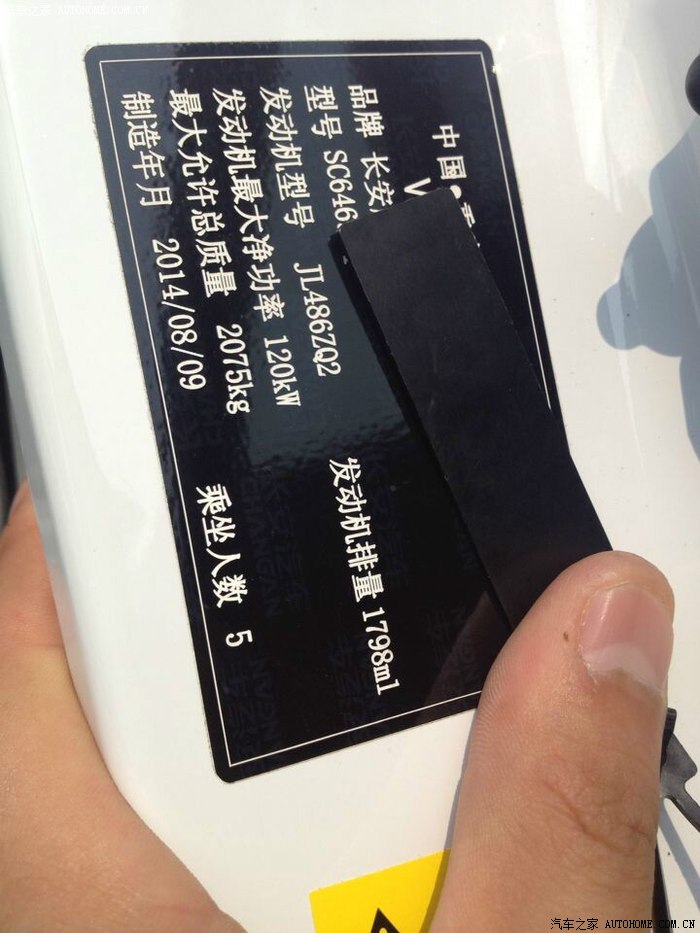 中国
品牌 长安
型号 SC646
发动机型号 JL486ZQ2 发动机排量 1798ml
发动机最大净功率 120kW
最大允许总质量 2075kg 乘坐人数 5
制造年月 2014/08/09
汽车之家 AUTOHOME.COM.CN